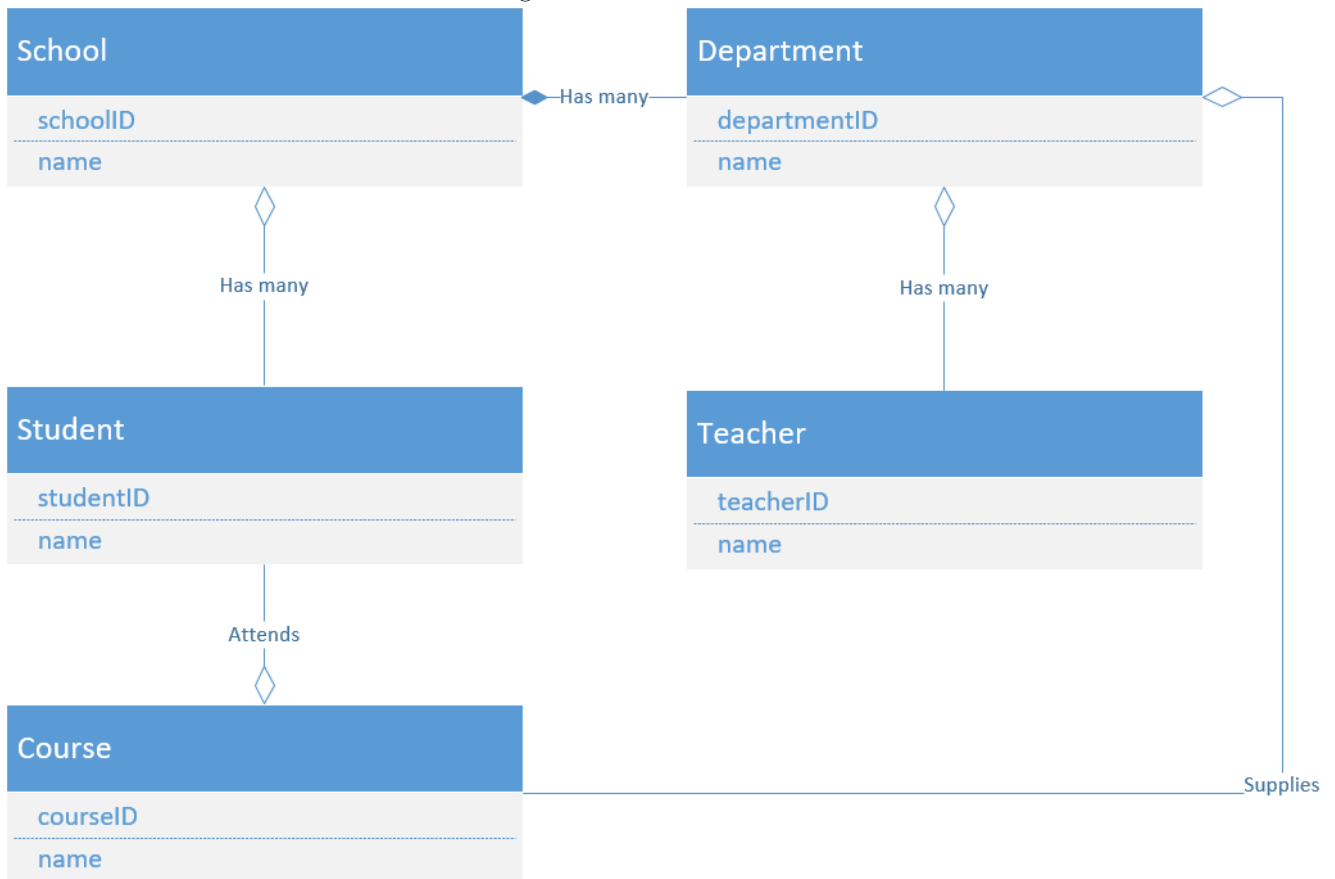 School
schoolID
name
Has many
Department
departmentID
name
Has many
Has many
Student
studentID
name
Teacher
teacherID
name
Attends
Course
courseID
name
Supplies